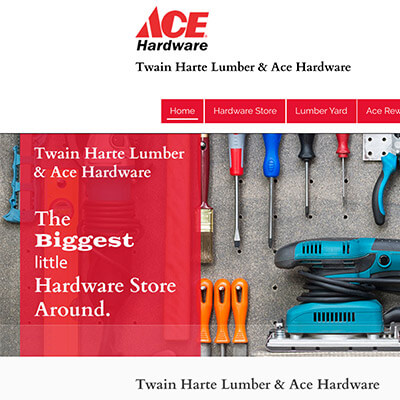 ACE
Hardware
Twain Harte Lumber & Ace Hardware
Home
Hardware Store
Lumber Yard
Ace Rew
Twain Harte Lumber
& Ace Hardware
The
Biggest
little
Hardware Store
Around.
Twain Harte Lumber & Ace Hardware